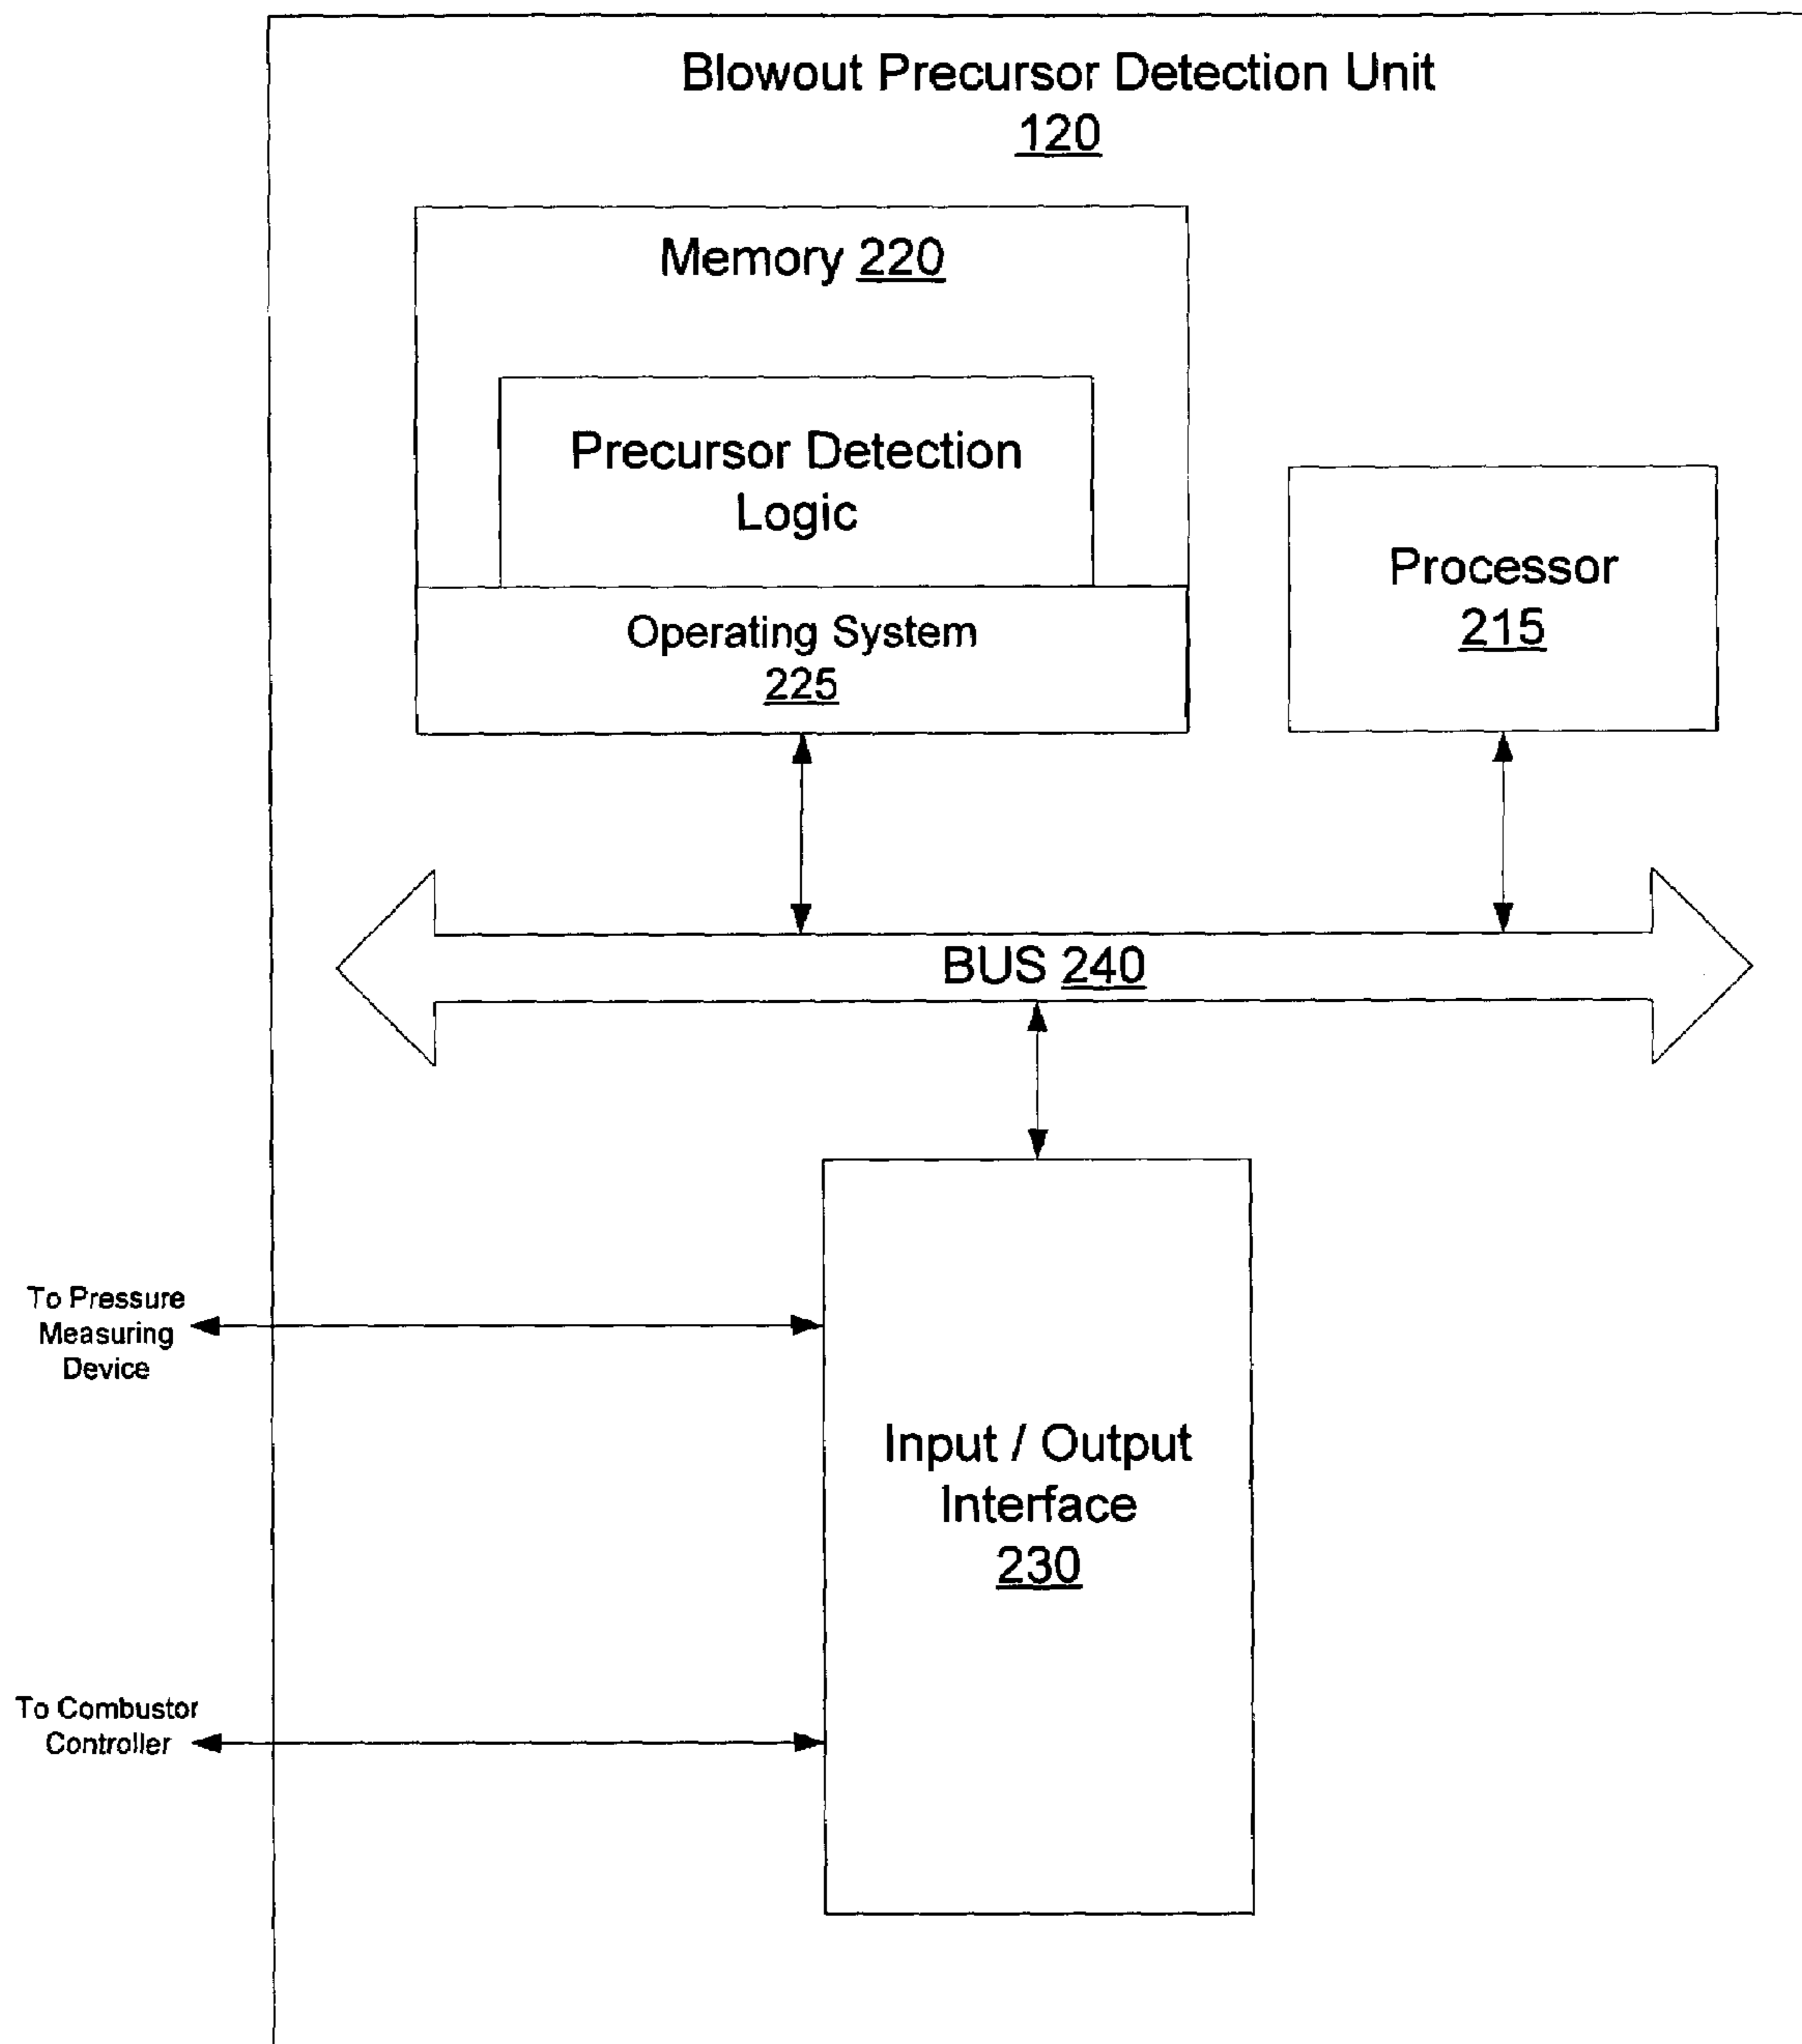 Blowout Precursor Detection Unit
120
Memory 220
Precursor Detection
Logic
Operating System
225
Processor
215
BUS 240
To Pressure
Measuring
Device
Input / Output
Interface
230
To Combustor
Controller